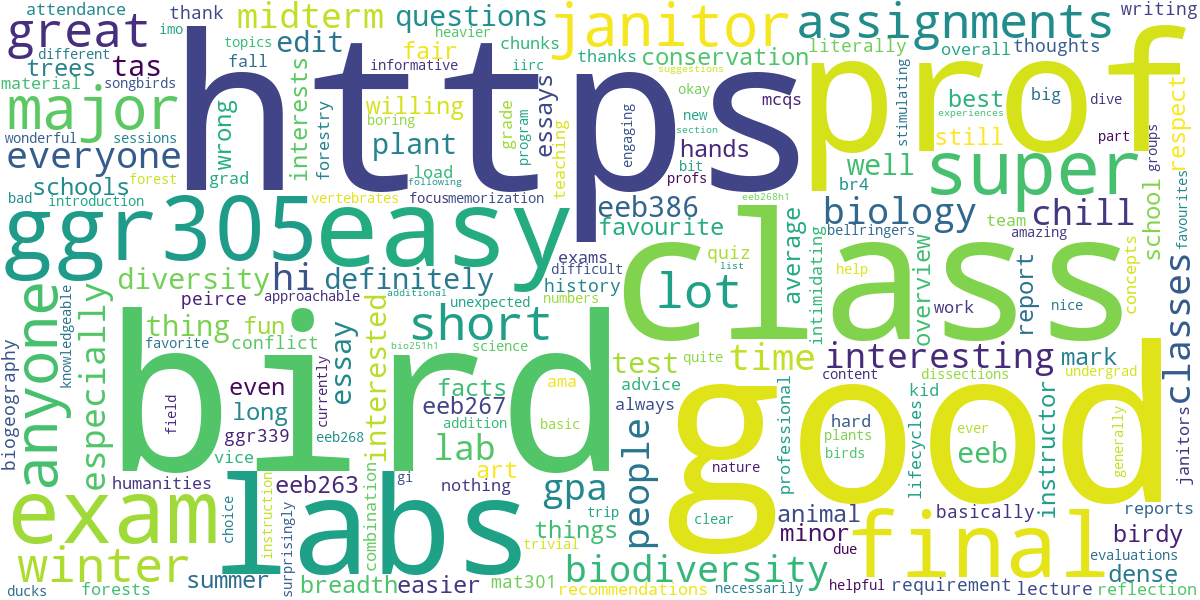 attendance
great
thank
imo
midterm
questions
janitor
assignments
writing
different
topics
edit
heavier
fair
chunks
thanks
conservation
literally
overall
thoughts
trees
tas
fall
informative
iirc
suggestions
material
songbirds
interests
https
prof
major
willing
essays
okay
mcqs
best
big
dive
respect
wonderful
sessions
wrong
forestry
boring
grade
program
engaging
new
section
stimulating
still
experiences
part
groups
everyone
plant
teaching
hands
bit
well
super
schools
grad
load
profs
bad
forest
introduction
vertebrates
following
focusmemorization
eeb268h1
br4
ggr305
easy
eeb386
favourite
biology
team
chill
school
favourites
bellringers
amazing
hi
definitely
exams
quiz
average
intimidating
overview
class
diversity
difficult
list
lot
help
history
work
nice
report
concepts
classes
biogeography
anyone
knowledgeable
especially
peirce
approachable
additional
unexpected
numbers
thing
fun
short
favorite
conflict
bio251h1
science
test
quite
time
interesting
mark
bird
essay
interested
facts
advice
content
dissections
undergrad
even
ama
kid
field
long
currently
eeb267
always
professional
good
hard
instructor
ggr339
eeb268
addition
basic
plants
ever
generally
janitors
vice
lab
people
birds
eeb
lifecycles
art
nature
humanities
eeb263
combination
gi
nothing
gpa
exam
labs
choice
instruction
surprisingly
trip
clear
animal
basically
reports
things
minor
final
birdy
winter
trivial
due
evaluations
biodiversity
dense
ducks
forests
summer
breadth
easier
mat301
recommendations
necessarily
helpful
requirement
lecture
reflection